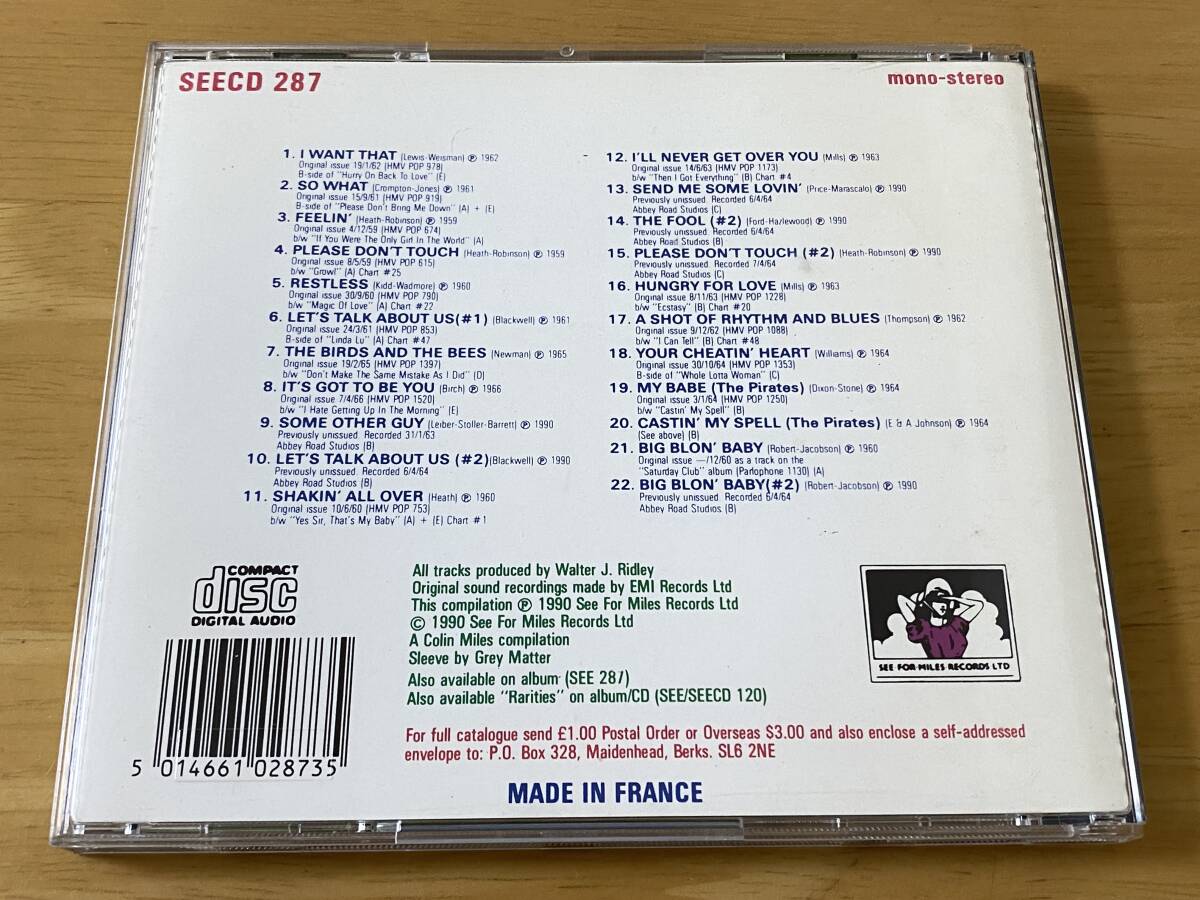 SEECD 287
mono-stereo
1. I WANT THAT (Lewis-Weisman) ℗ 1962
Original issue 19/1/62 (HMV POP 978)
B-side of "Hurry On Back To Love" (E)
2. SO WHAT (Crompton-Jones) ℗ 1961
Original issue 15/9/61 (HMV POP 919)
B-side of "Please Don't Bring Me Down" (A) + (E)
3. FEELIN' (Heath-Robinson) ℗ 1959
Original issue 4/12/59 (HMV POP 674)
b/w "If You Were The Only Girl In The World" (A)
4. PLEASE DON'T TOUCH (Heath-Robinson) ℗ 1959
Original issue 8/5/59 (HMV POP 615)
b/w "Growl" (A) Chart #25
5. RESTLESS (Kidd-Wadmore) ℗ 1960
Original issue 30/9/60 (HMV POP 790)
b/w "Magic Of Love" (A) Chart #22
6. LET'S TALK ABOUT US(#1) (Blackwell) ℗ 1961
Original issue 24/3/61 (HMV POP 853)
B-side of "Linda Lu" (A) Chart #47
7. THE BIRDS AND THE BEES (Newman) ℗ 1965
Original issue 19/2/65 (HMV POP 1397)
b/w "Don't Make The Same Mistake As I Did" (D)
8. IT'S GOT TO BE YOU (Birch) ℗ 1966
Original issue 7/4/66 (HMV POP 1520)
b/w "I Hate Getting Up In The Morning" (E)
9. SOME OTHER GUY (Leiber-Stoller-Barrett) ℗ 1990
Previously unissued. Recorded 31/1/63
Abbey Road Studios (B)
10. LET'S TALK ABOUT US (#2)(Blackwell) ℗ 1990
Previously unissued. Recorded 6/4/64
Abbey Road Studios (B)
11. SHAKIN' ALL OVER (Heath) ℗ 1960
Original issue 10/6/60 (HMV POP 753)
b/w "Yes Sir, That's My Baby" (A) + (E) Chart #1
12. I'LL NEVER GET OVER YOU (Mills) ℗ 1963
Original issue 14/6/63 (HMV POP 1173)
b/w "Then I Got Everything" (B) Chart #4
13. SEND ME SOME LOVIN' (Price-Marascalo) ℗ 1990
Previously unissued. Recorded 6/4/64
Abbey Road Studios (C)
14. THE FOOL (#2) (Ford-Hazlewood) ℗ 1990
Previously unissued. Recorded 6/4/64
Abbey Road Studios (B)
15. PLEASE DON'T TOUCH (#2) (Heath-Robinson) ℗ 1990
Previously unissued. Recorded 7/4/64
Abbey Road Studios (C)
16. HUNGRY FOR LOVE (Mills) ℗ 1963
Original issue 8/11/63 (HMV POP 1228)
b/w "Ecstasy" (B) Chart #20
17. A SHOT OF RHYTHM AND BLUES (Thompson) ℗ 1962
Original issue 9/12/62 (HMV POP 1088)
b/w "I Can Tell" (B) Chart #48
18. YOUR CHEATIN' HEART (Williams) ℗ 1964
Original issue 30/10/64 (HMV POP 1353)
B-side of "Whole Lotta Woman" (C)
19. MY BABE (The Pirates) (Dixon-Stone) ℗ 1964
Original issue 3/1/64 (HMV POP 1250)
b/w "Castin' My Spell" (B)
20. CASTIN' MY SPELL (The Pirates) (E & A Johnson) ℗ 1964
(See above) (B)
21. BIG BLON' BABY (Robert-Jacobson) ℗ 1960
Original issue —/12/60 as a track on the
"Saturday Club" album (Parlophone 1130) (A)
22. BIG BLON' BABY(#2) (Robert-Jacobson) ℗ 1990
Previously unissued. Recorded 6/4/64
Abbey Road Studios (B)
COMPACT
disc
DIGITAL AUDIO
All tracks produced by Walter J. Ridley
Original sound recordings made by EMI Records Ltd
This compilation ℗ 1990 See For Miles Records Ltd
© 1990 See For Miles Records Ltd
A Colin Miles compilation
Sleeve by Grey Matter
Also available on album (SEE 287)
Also available "Rarities" on album/CD (SEE/SEECD 120)
SEE FOR MILES RECORDS LTD
For full catalogue send £1.00 Postal Order or Overseas $3.00 and also enclose a self-addressed
envelope to: P.O. Box 328, Maidenhead, Berks. SL6 2NE
5 014661 028735
MADE IN FRANCE